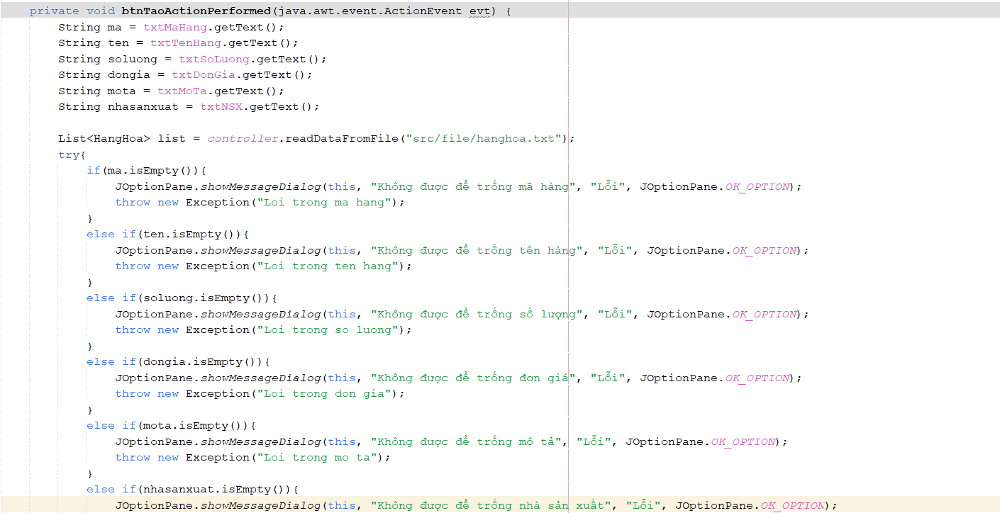 private void btnTaoActionPerformed(java.awt.event.ActionEvent evt) {
String ma = txtMaHang.getText();
String ten = txtTenHang.getText();
String soluong = txtSoLuong.getText();
String dongia = txtDonGia.getText();
String mota = txtMoTa.getText();
String nhasanxuat = txtNSX.getText();
List<HangHoa> list = controller.readDataFromFile("src/file/hanghoa.txt");
try{
if(ma.isEmpty()){
JOptionPane.showMessageDialog(this, "Không được để trống mã hàng", "Lỗi", JOptionPane.OK_OPTION);
throw new Exception("Loi trong ma hang");
}
else if(ten.isEmpty()){
JOptionPane.showMessageDialog(this, "Không được để trống tên hàng", "Lỗi", JOptionPane.OK_OPTION);
throw new Exception("Loi trong ten hang");
}
else if(soluong.isEmpty()){
JOptionPane.showMessageDialog(this, "Không được để trống số lượng", "Lỗi", JOptionPane.OK_OPTION);
throw new Exception("Loi trong so luong");
}
else if(dongia.isEmpty()){
JOptionPane.showMessageDialog(this, "Không được để trống đơn giá", "Lỗi", JOptionPane.OK_OPTION);
throw new Exception("Loi trong don gia");
}
else if(mota.isEmpty()){
JOptionPane.showMessageDialog(this, "Không được để trống mô tả", "Lỗi", JOptionPane.OK_OPTION);
throw new Exception("Loi trong mo ta");
}
else if(nhasanxuat.isEmpty()){
JOptionPane.showMessageDialog(this, "Không được để trống nhà sản xuất", "Lỗi", JOptionPane.OK_OPTION);